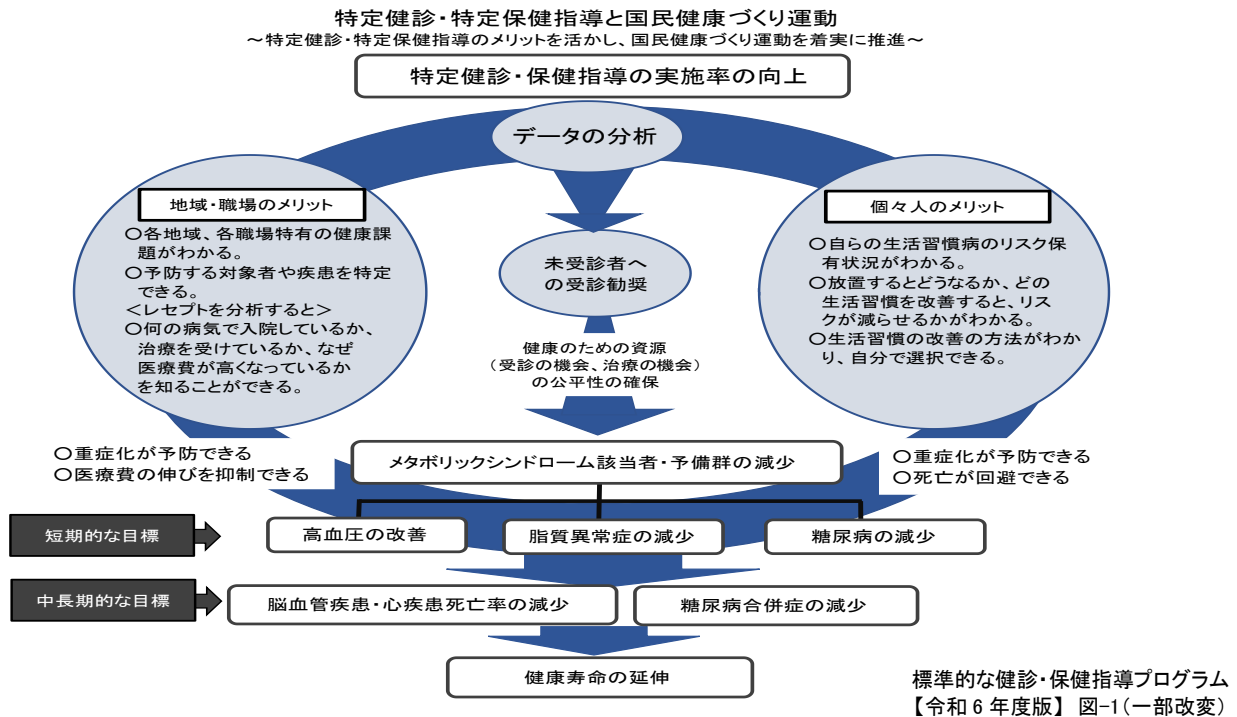 特定健診・特定保健指導と国民健康づくり運動
～特定健診・特定保健指導のメリットを活かし、国民健康づくり運動を着実に推進～
特定健診・保健指導の実施率の向上
データの分析
地域・職場のメリット
○各地域、各職場特有の健康課
題がわかる。
○予防する対象者や疾患を特定
できる。
＜レセプトを分析すると＞
○何の病気で入院しているか、
治療を受けているか、なぜ
医療費が高くなっているか
を知ることができる。
未受診者へ
の受診勧奨
健康のための資源
（受診の機会、治療の機会）
の公平性の確保
個々人のメリット
○自らの生活習慣病のリスク保
有状況がわかる。
○放置するとどうなるか、どの
生活習慣を改善すると、リス
クが減らせるかがわかる。
○生活習慣の改善の方法がわか
り、自分で選択できる。
○重症化が予防できる
○医療費の伸びを抑制できる
メタボリックシンドローム該当者・予備群の減少
○重症化が予防できる
○死亡が回避できる
短期的な目標
高血圧の改善
脂質異常症の減少
糖尿病の減少
中長期的な目標
脳血管疾患・心疾患死亡率の減少
糖尿病合併症の減少
健康寿命の延伸
標準的な健診・保健指導プログラム
【令和6年度版】 図-1（一部改変）